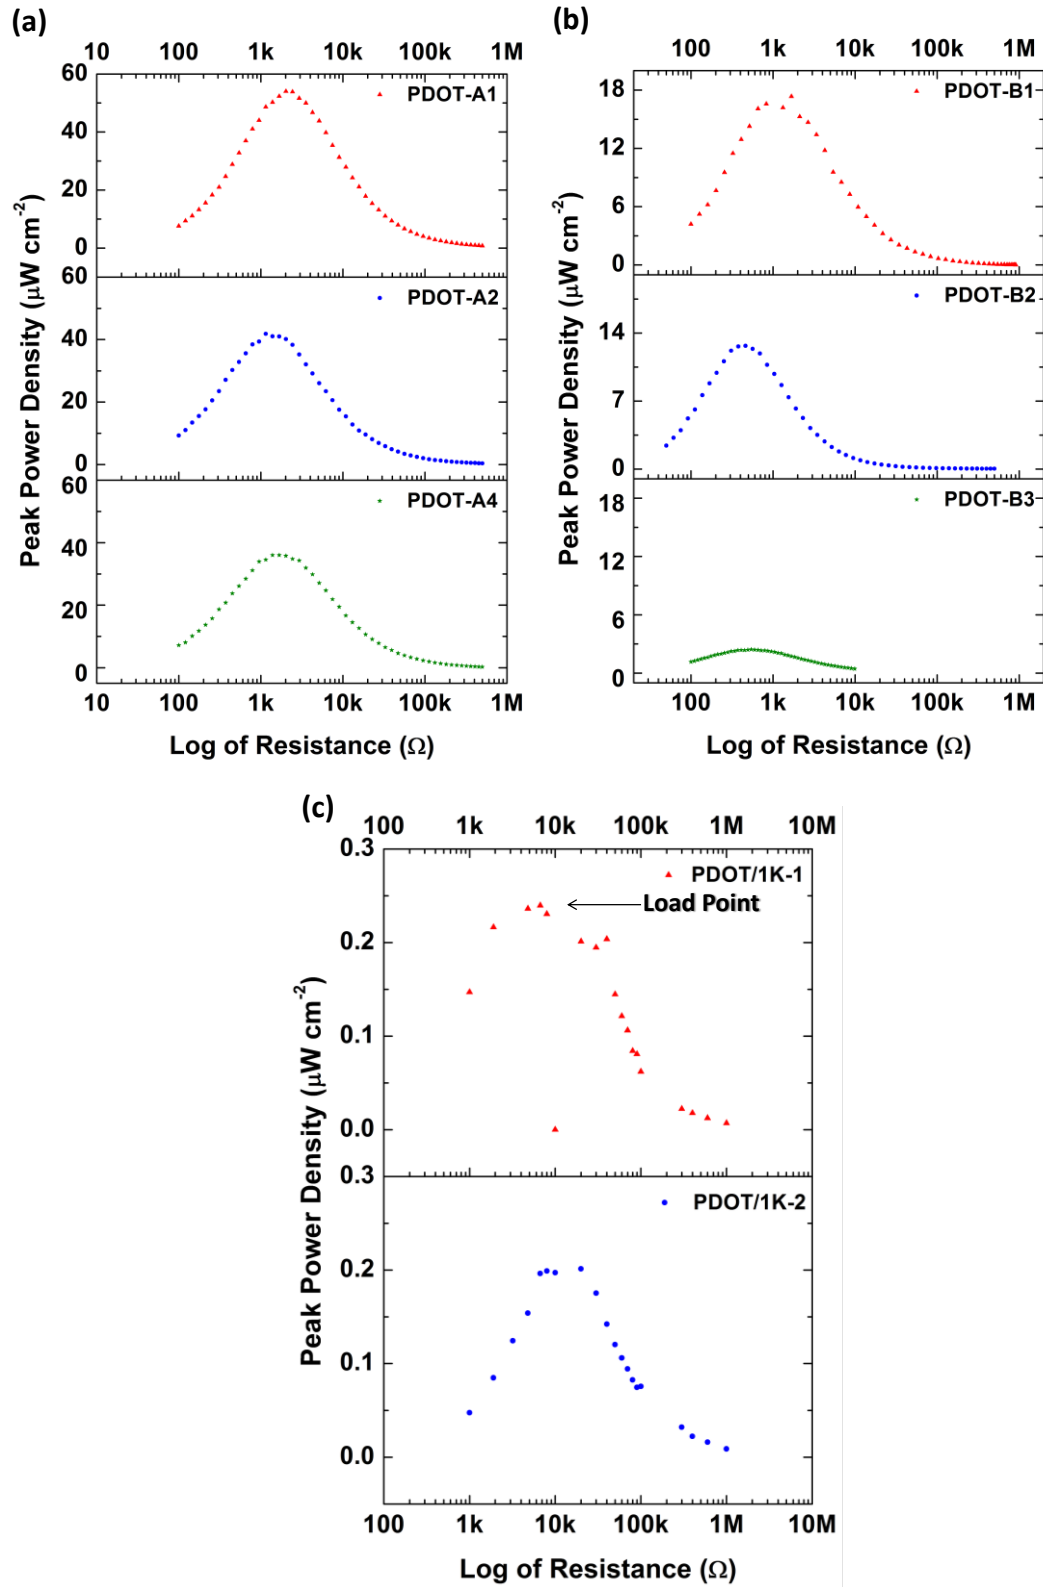 (a)
10 100 1k 10k 100k 1M
60
PDOT-A1
40
20
0
60
PDOT-A2
40
20
0
60
PDOT-A4
40
20
0
10 100 1k 10k 100k 1M
Peak Power Density (μW cm-2)
Log of Resistance (Ω)
(b)
100 1k 10k 100k 1M
18
PDOT-B1
12
6
0
PDOT-B2
14
7
0
PDOT-B3
18
12
6
0
100 1k 10k 100k 1M
Peak Power Density (μW cm-2)
Log of Resistance (Ω)
(c)
100 1k 10k 100k 1M 10M
0.3
PDOT/1K-1
Load Point
0.2
0.1
0.0
0.3
PDOT/1K-2
0.2
0.1
0.0
100 1k 10k 100k 1M 10M
Peak Power Density (μW cm-2)
Log of Resistance (Ω)